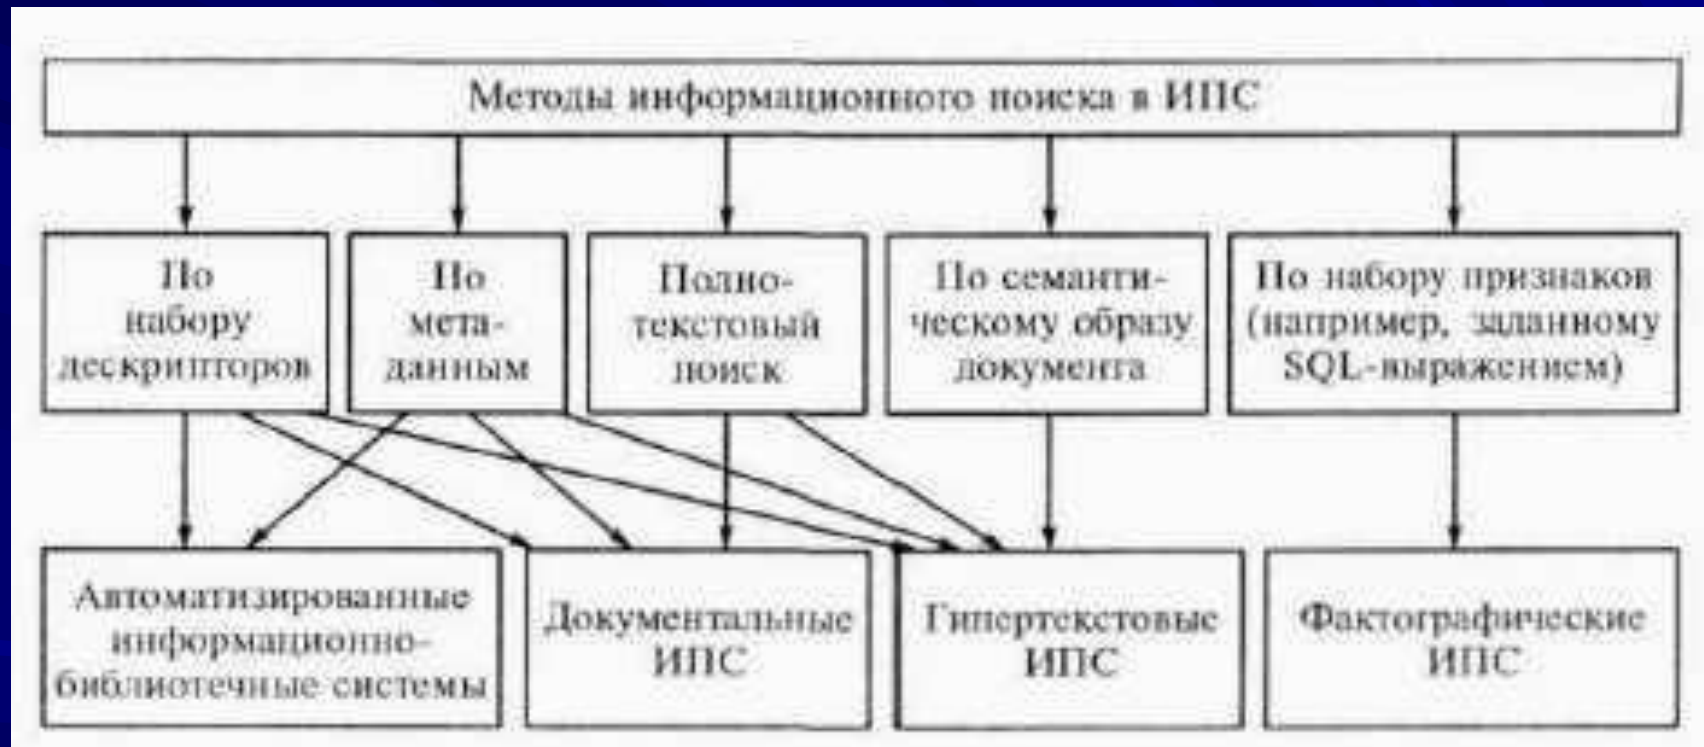 Методы информационного поиска в ИПС
По
набору
дескрипторов
По
мета-
данным
Полно-
текстовый
поиск
По семанти-
ческому образу
документа
По набору признаков
(например, заданному
SQL-выражением)
Автоматизированные
информационно-
библиотечные системы
Документальные
ИПС
Гипертекстовые
ИПС
Фактографические
ИПС